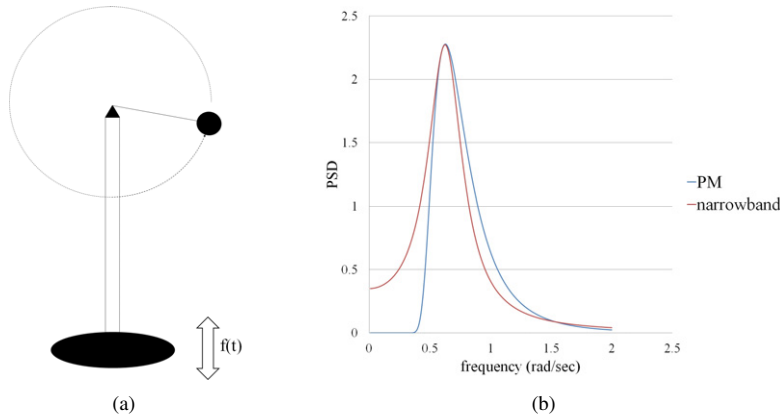 f(t)
(a)
2.5
2
1.5
1
0.5
0
PSD
0
0.5
1
1.5
2
2.5
frequency (rad/sec)
PM
narrowband
(b)